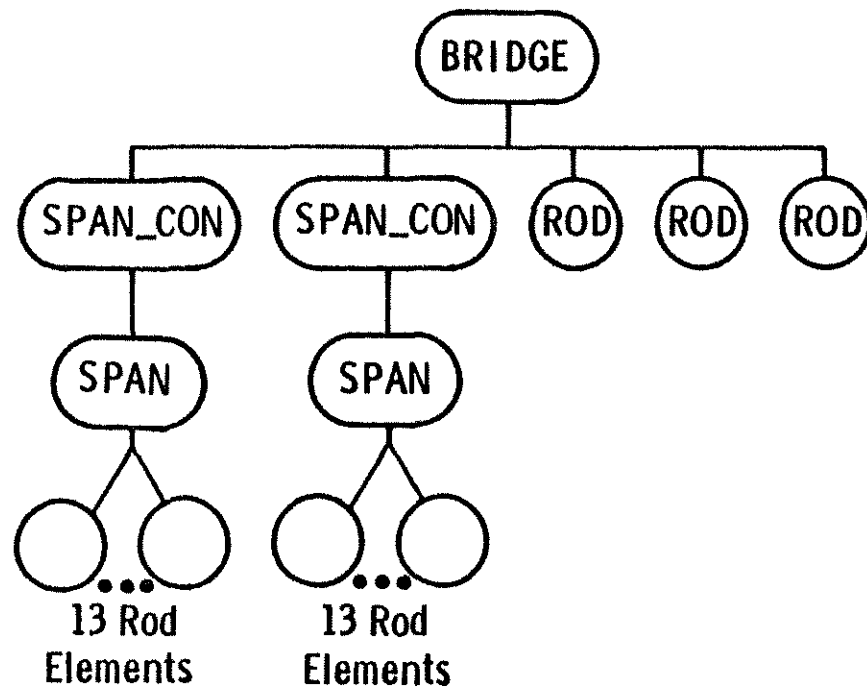 BRIDGE
SPAN_CON SPAN_CON ROD ROD ROD
SPAN SPAN
13 Rod 13 Rod
Elements Elements